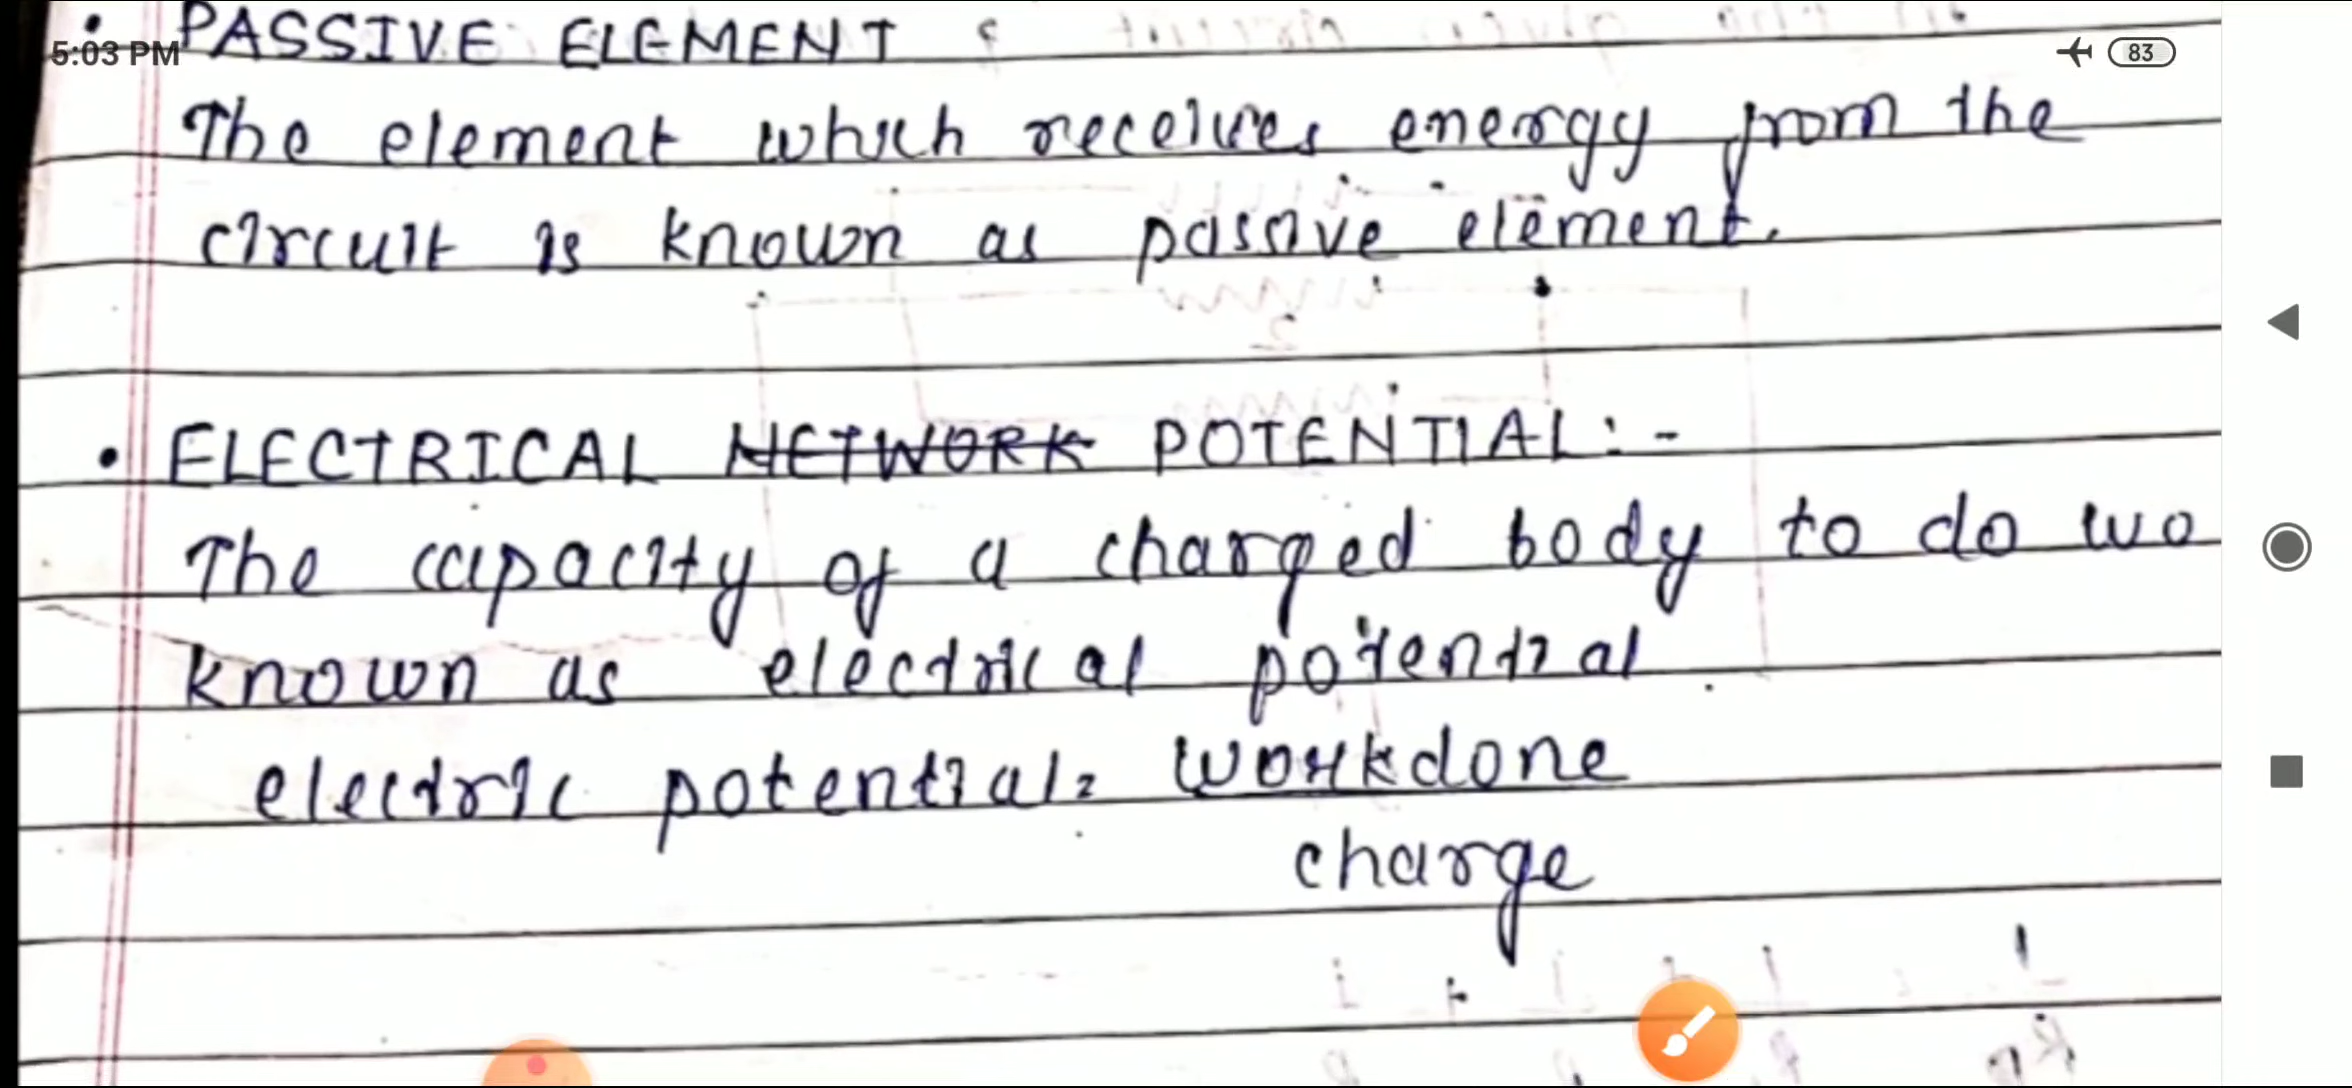 • PASSIVE ELEMENT
5:03 PM
83
The element which receives energy from the
circuit is known as passive element.
• ELECTRICAL NETWORK POTENTIAL:-
The capacity of a charged body to do wo
known as electrical potential
electric potential = workdone
charge